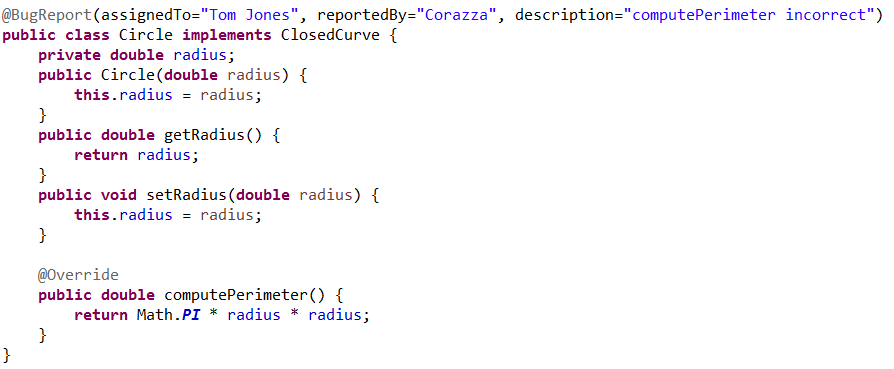 @BugReport(assignedTo="Tom Jones", reportedBy="Corazza", description="computePerimeter incorrect")
public class Circle implements ClosedCurve {
    private double radius;
    public Circle(double radius) {
        this.radius = radius;
    }
    public double getRadius() {
        return radius;
    }
    public void setRadius(double radius) {
        this.radius = radius;
    }

    @Override
    public double computePerimeter() {
        return Math.PI * radius * radius;
    }
}